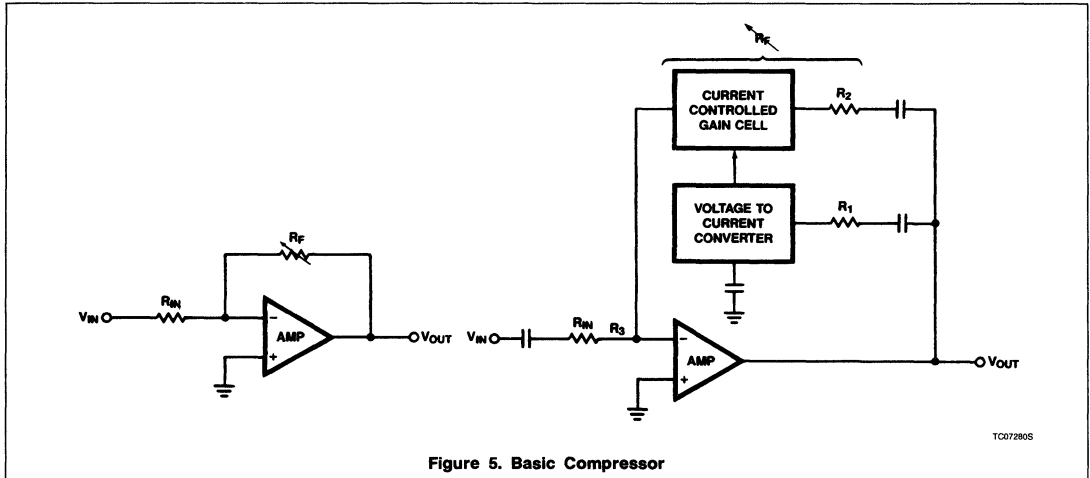 RF
CURRENT
CONTROLLED
GAIN CELL
R2
VOLTAGE TO
CURRENT
CONVERTER
R1
RF
VIN
RIN
−
AMP
+
VOUT
VIN
RIN
R3
−
AMP
+
VOUT
TC07280S
Figure 5. Basic Compressor